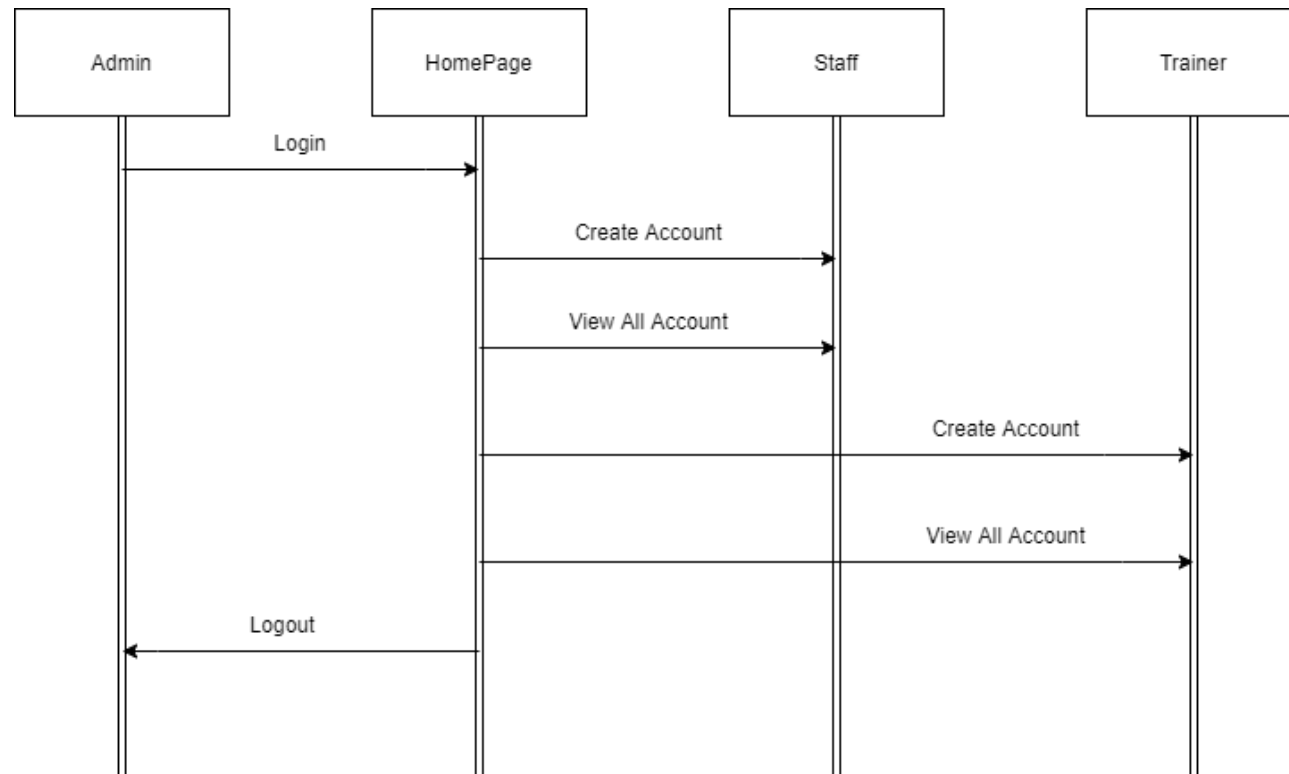 Admin
HomePage
Staff
Trainer
Login
Create Account
View All Account
Create Account
View All Account
Logout